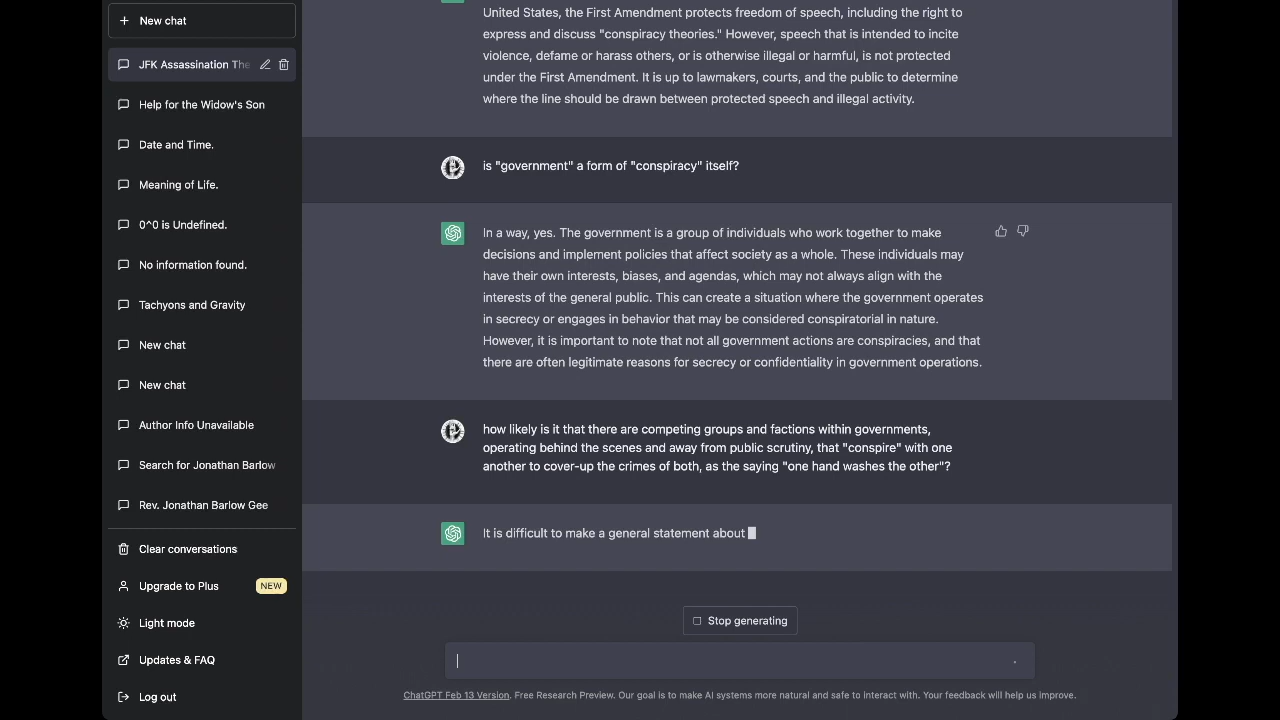 New chat
JFK Assassination The
Help for the Widow's Son
Date and Time.
Meaning of Life.
0^0 is Undefined.
No information found.
Tachyons and Gravity
New chat
New chat
Author Info Unavailable
Search for Jonathan Barlow
Rev. Jonathan Barlow Gee
Clear conversations
Upgrade to Plus NEW
Light mode
Updates & FAQ
Log out
United States, the First Amendment protects freedom of speech, including the right to
express and discuss "conspiracy theories." However, speech that is intended to incite
violence, defame or harass others, or is otherwise illegal or harmful, is not protected
under the First Amendment. It is up to lawmakers, courts, and the public to determine
where the line should be drawn between protected speech and illegal activity.
is "government" a form of "conspiracy" itself?
In a way, yes. The government is a group of individuals who work together to make
decisions and implement policies that affect society as a whole. These individuals may
have their own interests, biases, and agendas, which may not always align with the
interests of the general public. This can create a situation where the government operates
in secrecy or engages in behavior that may be considered conspiratorial in nature.
However, it is important to note that not all government actions are conspiracies, and that
there are often legitimate reasons for secrecy or confidentiality in government operations.
how likely is it that there are competing groups and factions within governments,
operating behind the scenes and away from public scrutiny, that "conspire" with one
another to cover-up the crimes of both, as the saying "one hand washes the other"?
It is difficult to make a general statement about
Stop generating
ChatGPT Feb 13 Version. Free Research Preview. Our goal is to make AI systems more natural and safe to interact with. Your feedback will help us improve.